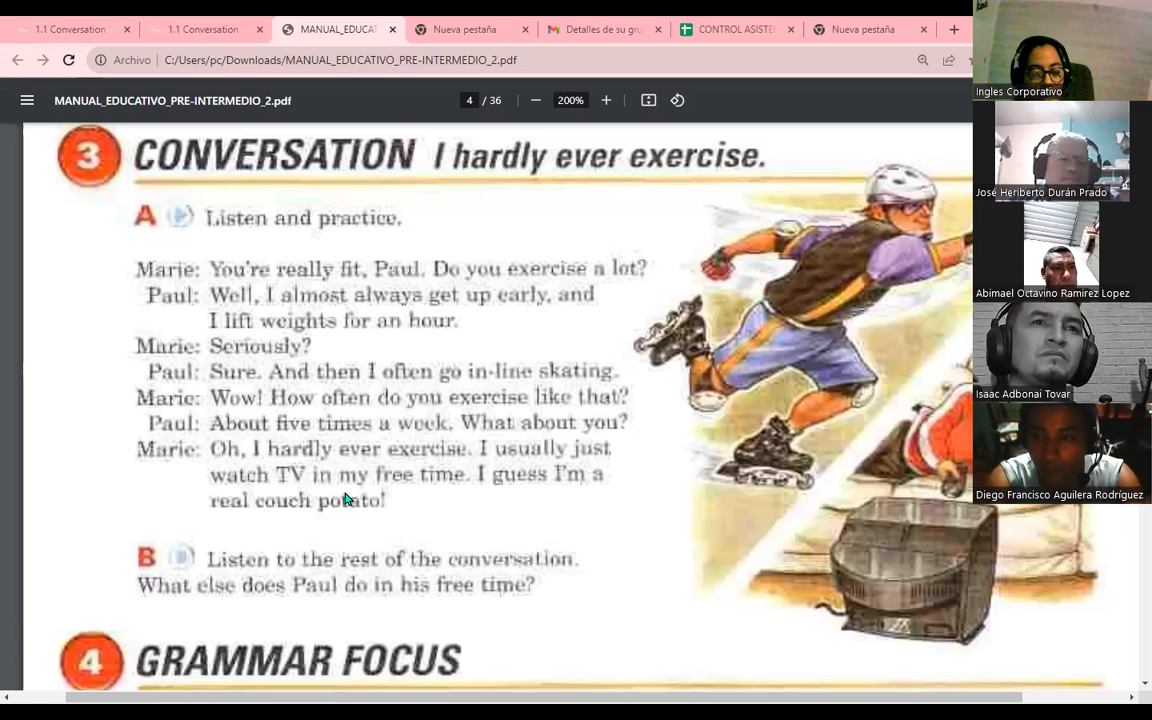 1.1 Conversation
1.1 Conversation
MANUAL_EDUCAT
Nueva pestaña
Detalles de su gru
CONTROL ASISTE
Nueva pestaña
Archivo
C:/Users/pc/Downloads/MANUAL_EDUCATIVO_PRE-INTERMEDIO_2.pdf
MANUAL_EDUCATIVO_PRE-INTERMEDIO_2.pdf
4 / 36
200%
3 CONVERSATION I hardly ever exercise.
A Listen and practice.
Marie: You're really fit, Paul. Do you exercise a lot?
Paul: Well, I almost always get up early, and
I lift weights for an hour.
Marie: Seriously?
Paul: Sure. And then I often go in-line skating.
Marie: Wow! How often do you exercise like that?
Paul: About five times a week. What about you?
Marie: Oh, I hardly ever exercise. I usually just
watch TV in my free time. I guess I'm a
real couch potato!
B Listen to the rest of the conversation.
What else does Paul do in his free time?
4 GRAMMAR FOCUS
Ingles Corporativo
José Heriberto Durán Prado
Abimael Octavino Ramirez Lopez
Isaac Adbonai Tovar
Diego Francisco Aguilera Rodríguez